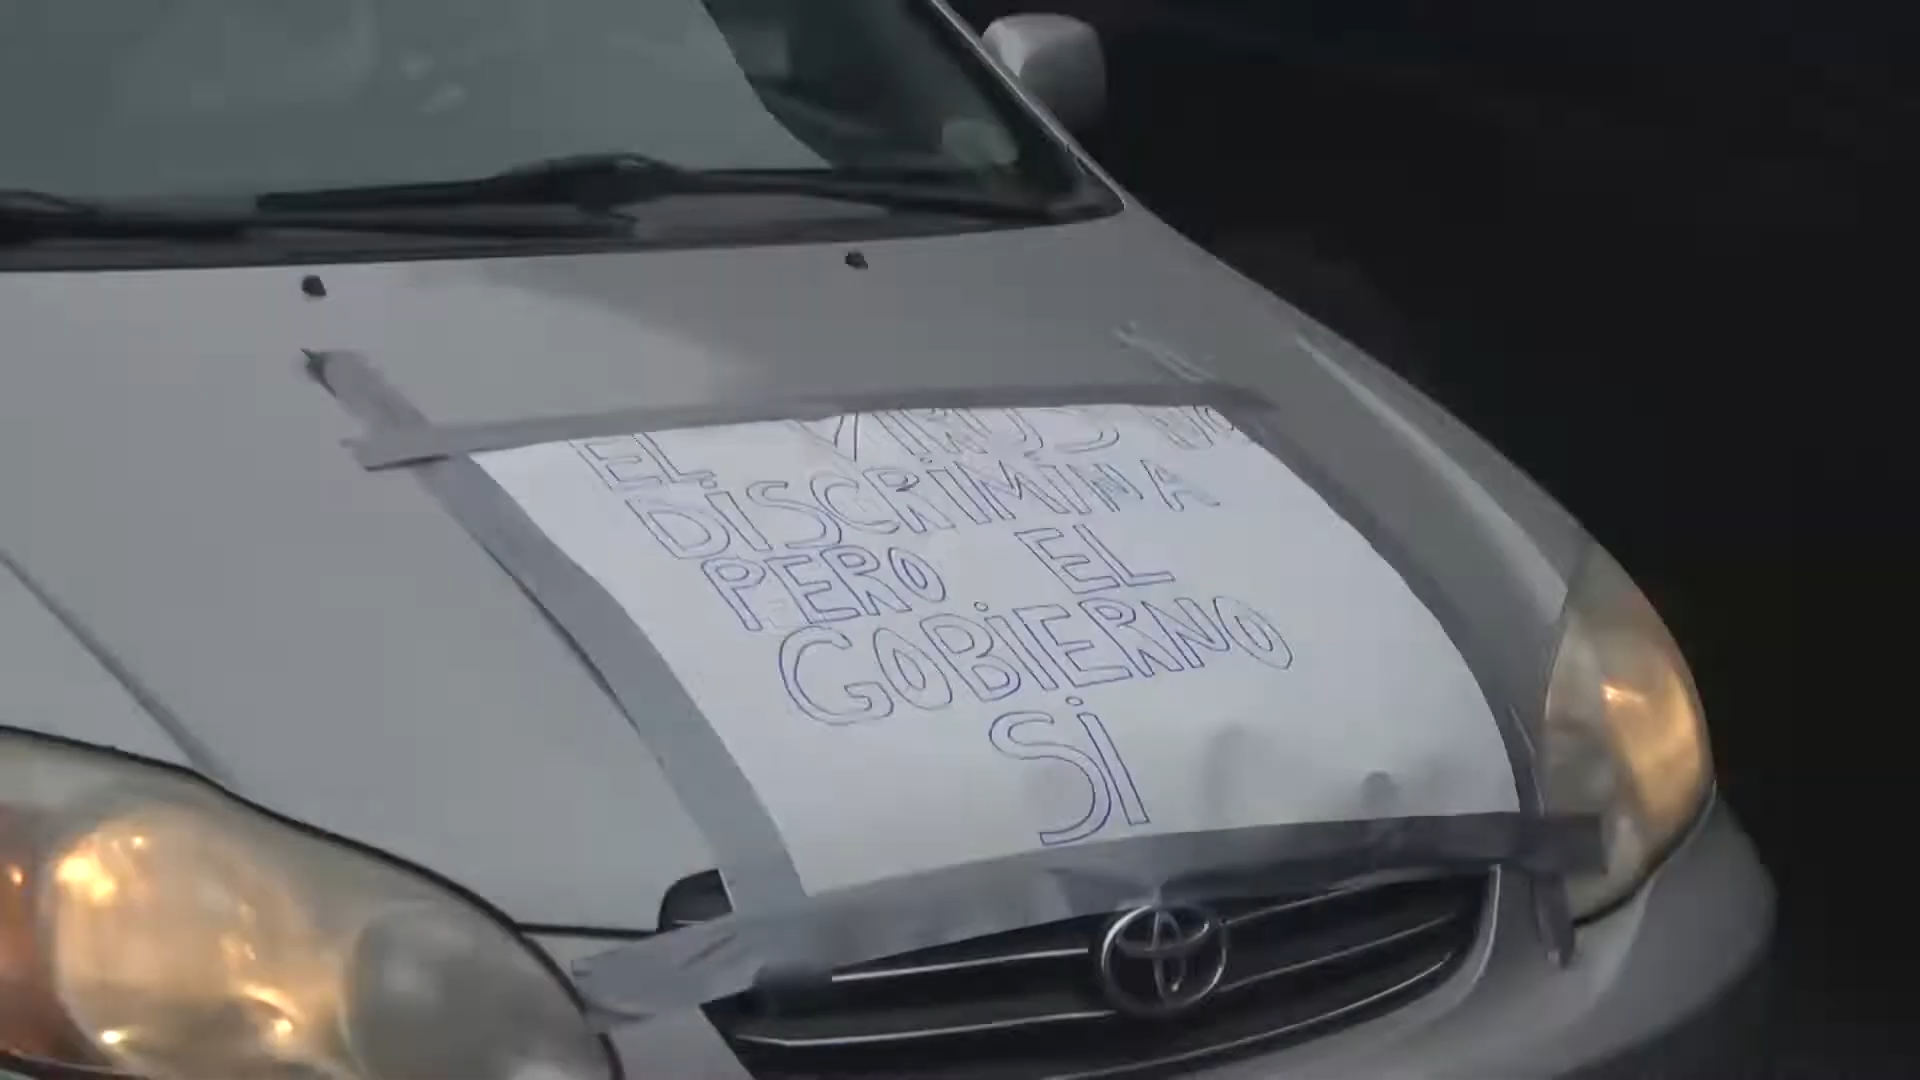 EL VIRUS NO
DISCRIMINA
PERO EL
GOBIERNO
SI